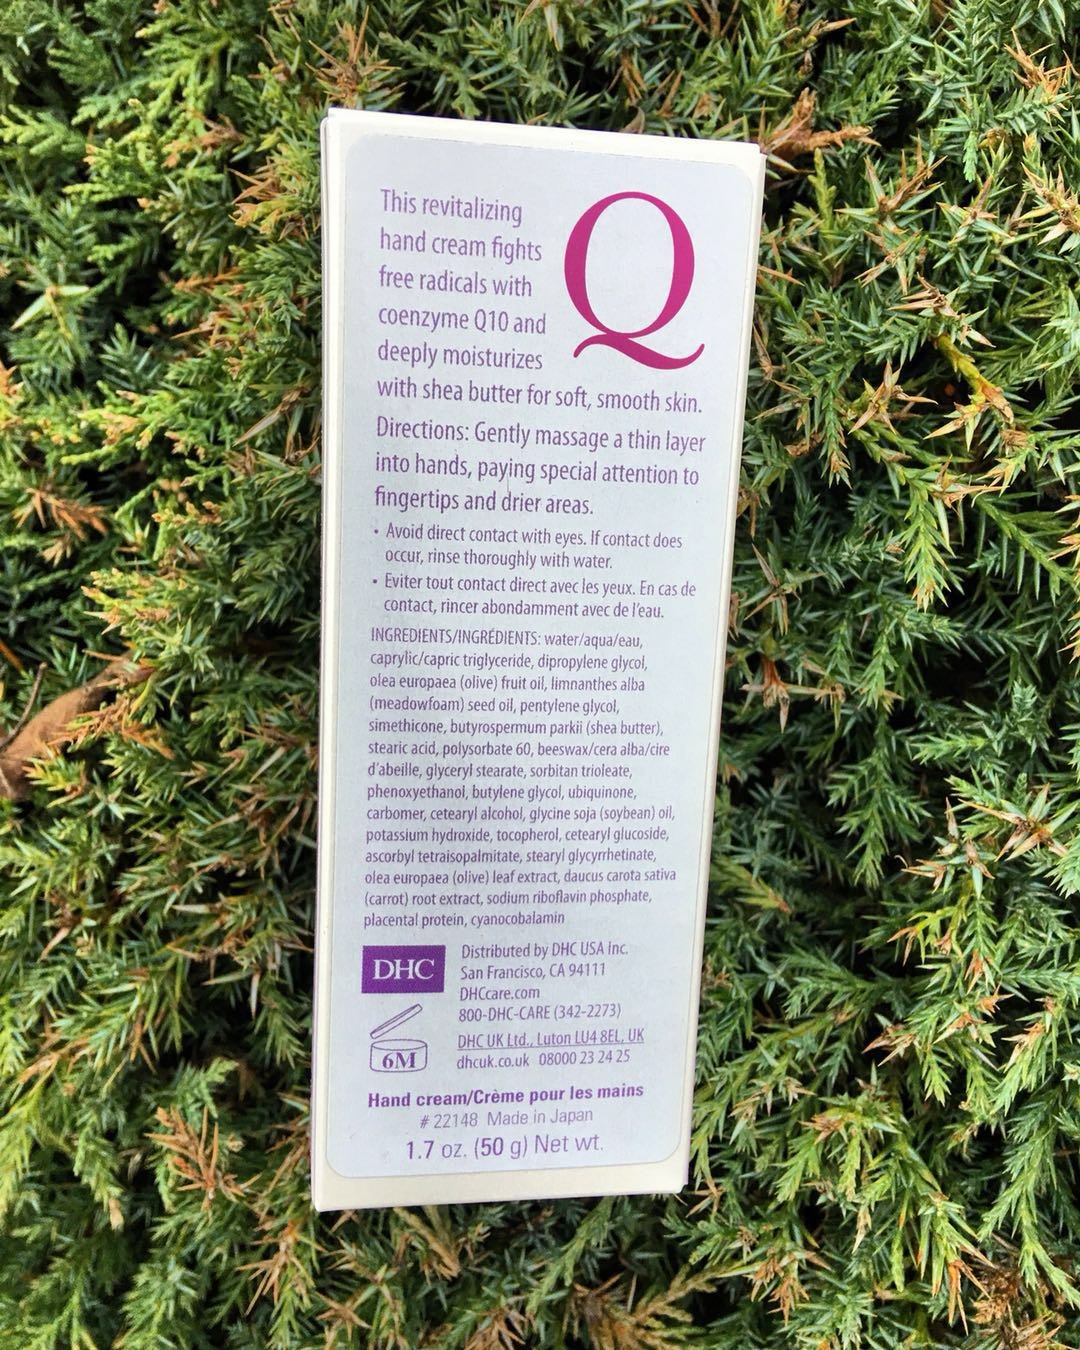 This revitalizing
hand cream fights
free radicals with
coenzyme Q10 and
deeply moisturizes
with shea butter for soft, smooth skin.
Q
Directions: Gently massage a thin layer
into hands, paying special attention to
fingertips and drier areas.
• Avoid direct contact with eyes. If contact does
occur, rinse thoroughly with water.
• Eviter tout contact direct avec les yeux. En cas de
contact, rincer abondamment avec de l'eau.
INGREDIENTS/INGRÉDIENTS: water/aqua/eau,
caprylic/capric triglyceride, dipropylene glycol,
olea europaea (olive) fruit oil, limnanthes alba
(meadowfoam) seed oil, pentylene glycol,
simethicone, butyrospermum parkii (shea butter),
stearic acid, polysorbate 60, beeswax/cera alba/cire
d'abeille, glyceryl stearate, sorbitan trioleate,
phenoxyethanol, butylene glycol, ubiquinone,
carbomer, cetearyl alcohol, glycine soja (soybean) oil,
potassium hydroxide, tocopherol, cetearyl glucoside,
ascorbyl tetraisopalmitate, stearyl glycyrrhetinate,
olea europaea (olive) leaf extract, daucus carota sativa
(carrot) root extract, sodium riboflavin phosphate,
placental protein, cyanocobalamin
DHC
Distributed by DHC USA Inc.
San Francisco, CA 94111
DHCcare.com
800-DHC-CARE (342-2273)
DHC UK Ltd., Luton LU4 8EL, UK
dhcuk.co.uk 08000 23 24 25
6M
Hand cream/Crème pour les mains
# 22148 Made in Japan
1.7 oz. (50 g) Net wt.